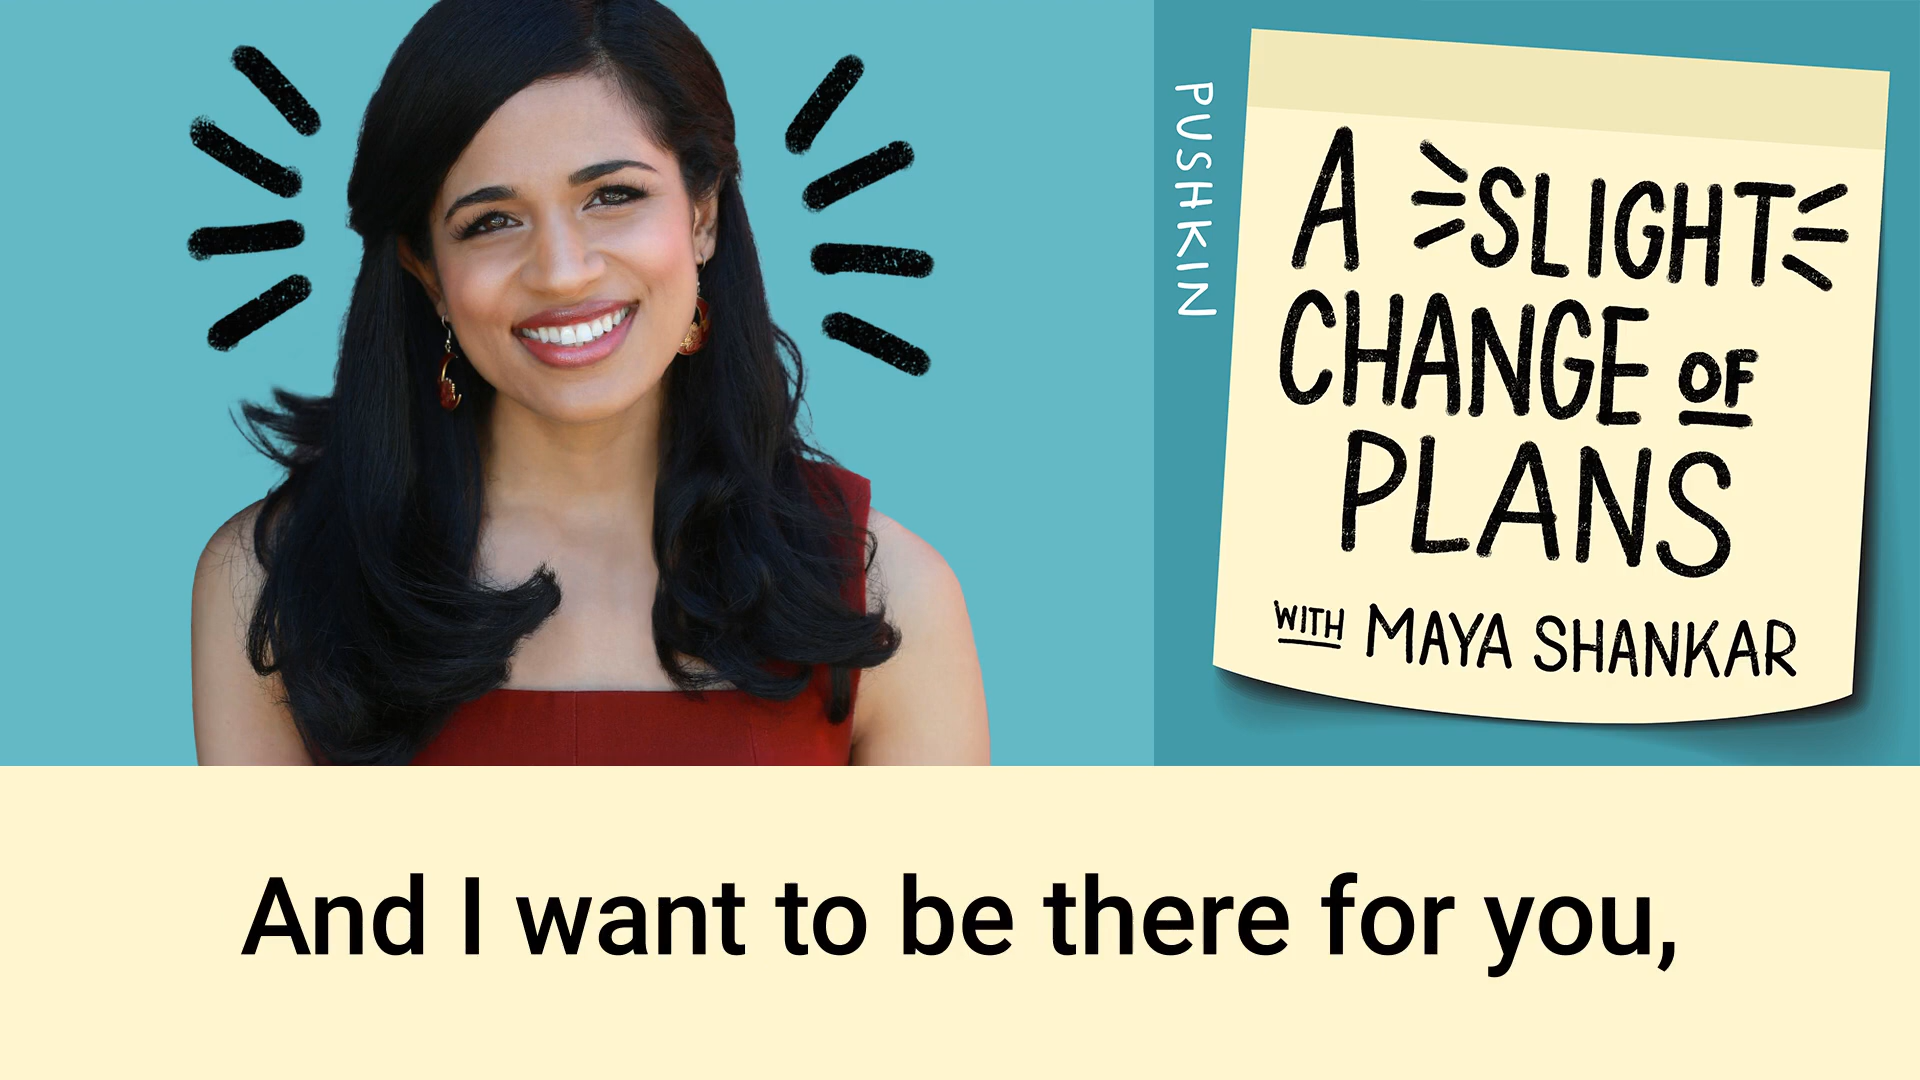 PUSHKIN
A SLIGHT
CHANGE OF
PLANS
WITH MAYA SHANKAR
And I want to be there for you,